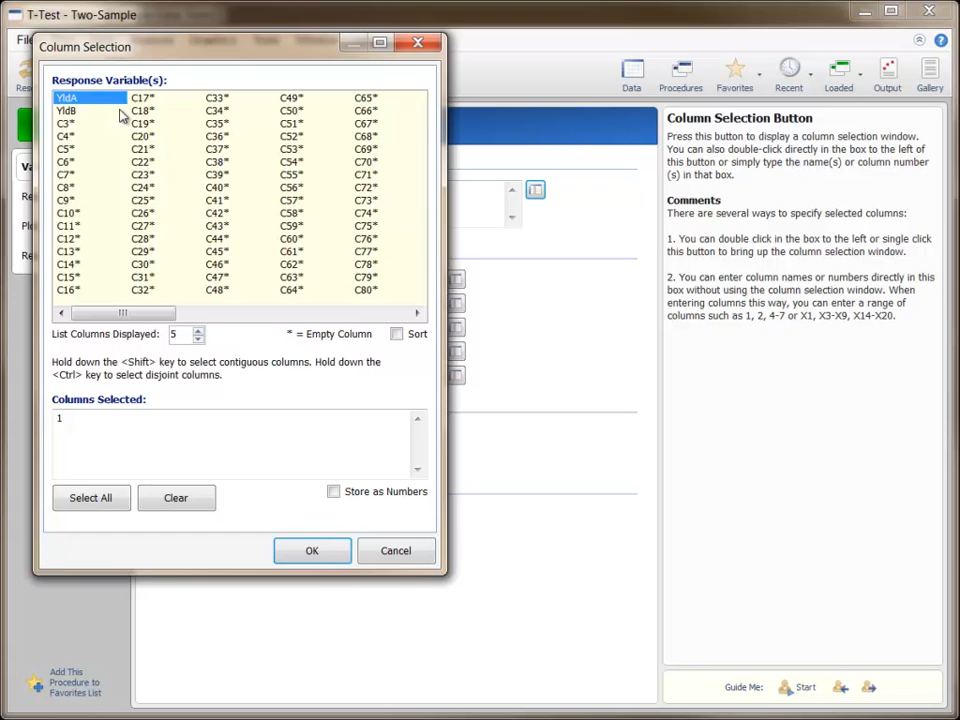 T-Test - Two-Sample
Column Selection
Response Variable(s):
YldA C17* C33* C49* C65*
YldB C18* C34* C50* C66*
C3* C19* C35* C51* C67*
C4* C20* C36* C52* C68*
C5* C21* C37* C53* C69*
C6* C22* C38* C54* C70*
C7* C23* C39* C55* C71*
C8* C24* C40* C56* C72*
C9* C25* C41* C57* C73*
C10* C26* C42* C58* C74*
C11* C27* C43* C59* C75*
C12* C28* C44* C60* C76*
C13* C29* C45* C61* C77*
C14* C30* C46* C62* C78*
C15* C31* C47* C63* C79*
C16* C32* C48* C64* C80*
List Columns Displayed: 5 * = Empty Column Sort
Hold down the <Shift> key to select contiguous columns. Hold down the
<Ctrl> key to select disjoint columns.
Columns Selected:
1
Store as Numbers
Select All Clear
OK Cancel
Data Procedures Favorites Recent Loaded Output Gallery
Column Selection Button
Press this button to display a column selection window.
You can also double-click directly in the box to the left of
this button or simply type the name(s) or column number
(s) in that box.
Comments
There are several ways to specify selected columns:
1. You can double click in the box to the left or single click
this button to bring up the column selection window.
2. You can enter column names or numbers directly in this
box without using the column selection window. When
entering columns this way, you can enter a range of
columns such as 1, 2, 4-7 or X1, X3-X9, X14-X20.
Add This
Procedure to
Favorites List
Guide Me: Start